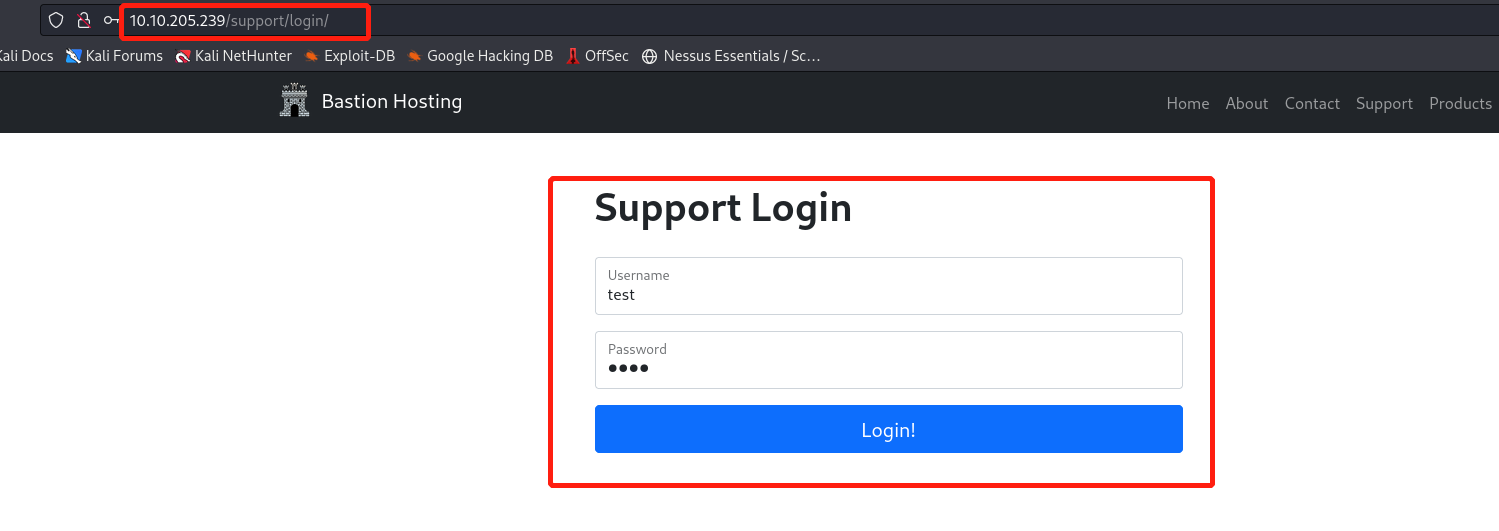 10.10.205.239/support/login/
Kali Docs Kali Forums Kali NetHunter Exploit-DB Google Hacking DB OffSec Nessus Essentials / Sc...
Bastion Hosting Home About Contact Support Products
Support Login
Username
test
Password
••••
Login!